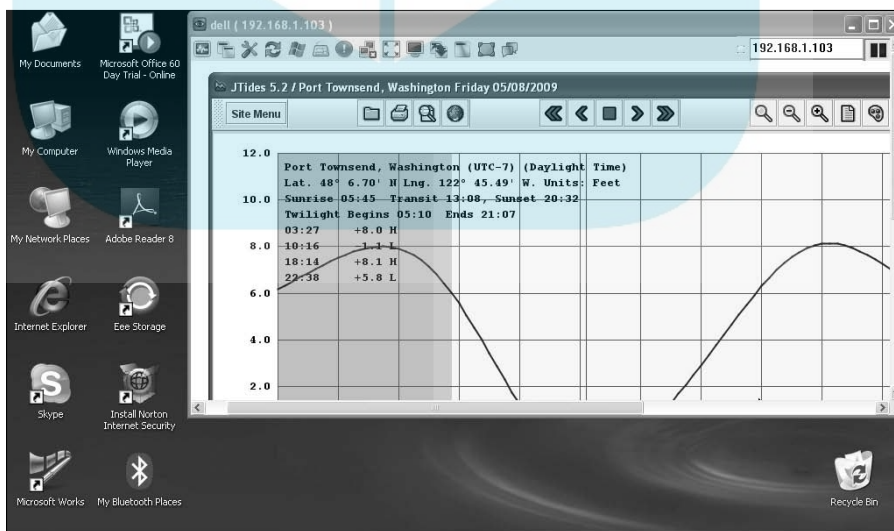 My Documents
Microsoft Office 60
Day Trial - Online
My Computer
Windows Media
Player
My Network Places
Adobe Reader 8
Internet Explorer
Eee Storage
Skype
Install Norton
Internet Security
Microsoft Works
My Bluetooth Places
Recycle Bin
dell ( 192.168.1.103 )
192.168.1.103
JTides 5.2 / Port Townsend, Washington Friday 05/08/2009
Site Menu
Port Townsend, Washington (UTC-7) (Daylight Time)
Lat. 48° 6.70' N Lng. 122° 45.49' W. Units: Feet
Sunrise 05:45 Transit 13:08, Sunset 20:32
Twilight Begins 05:10 Ends 21:07
03:27 +8.0 H
10:16 -1.1 L
18:14 +8.1 H
22:38 +5.8 L
12.0
10.0
8.0
6.0
4.0
2.0